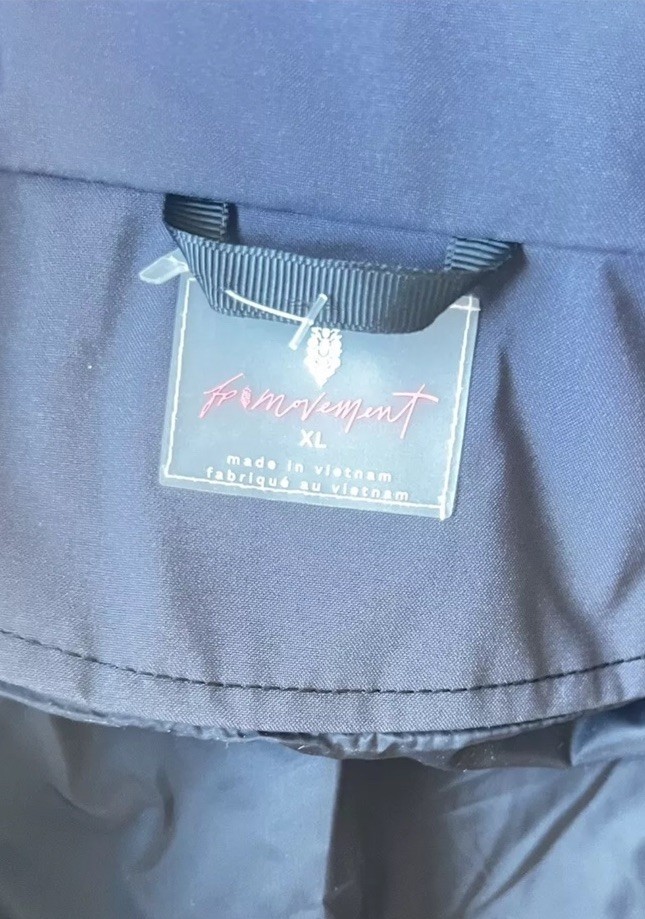 fp movement
XL
made in vietnam
fabriqué au vietnam